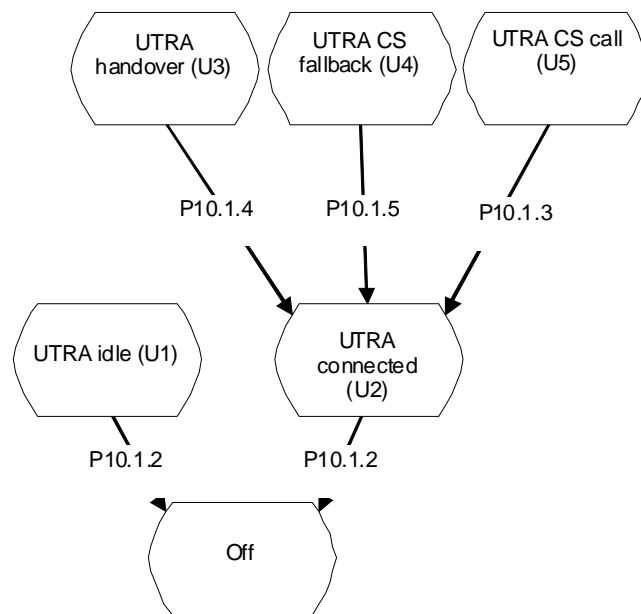 UTRA
handover (U3)
UTRA CS
fallback (U4)
UTRA CS call
(U5)
P10.1.4
P10.1.5
P10.1.3
UTRA idle (U1)
UTRA
connected
(U2)
P10.1.2
P10.1.2
Off